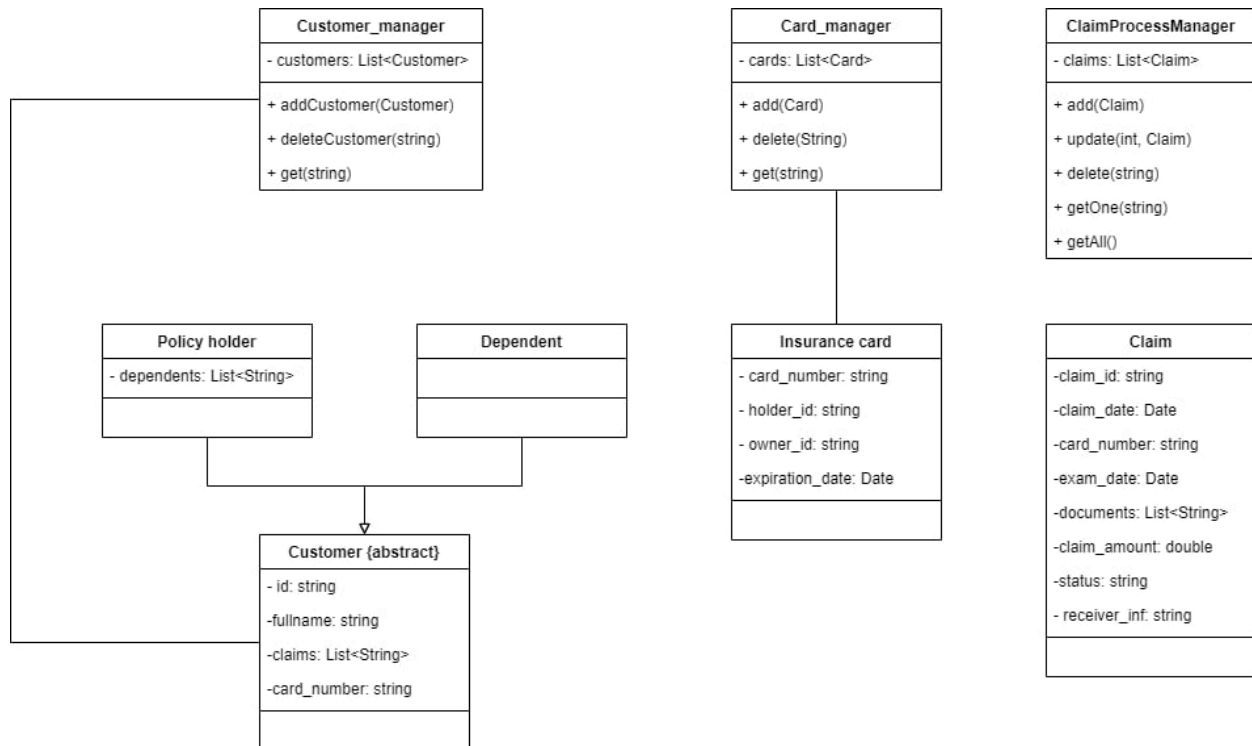 Customer_manager
- customers: List<Customer>
+ addCustomer(Customer)
+ deleteCustomer(string)
+ get(string)
Card_manager
- cards: List<Card>
+ add(Card)
+ delete(String)
+ get(string)
ClaimProcessManager
- claims: List<Claim>
+ add(Claim)
+ update(int, Claim)
+ delete(string)
+ getOne(string)
+ getAll()
Policy holder
- dependents: List<String>
Dependent
Insurance card
- card_number: string
- holder_id: string
- owner_id: string
-expiration_date: Date
Claim
-claim_id: string
-claim_date: Date
-card_number: string
-exam_date: Date
-documents: List<String>
-claim_amount: double
-status: string
- receiver_inf: string
Customer {abstract}
- id: string
-fullname: string
-claims: List<String>
-card_number: string